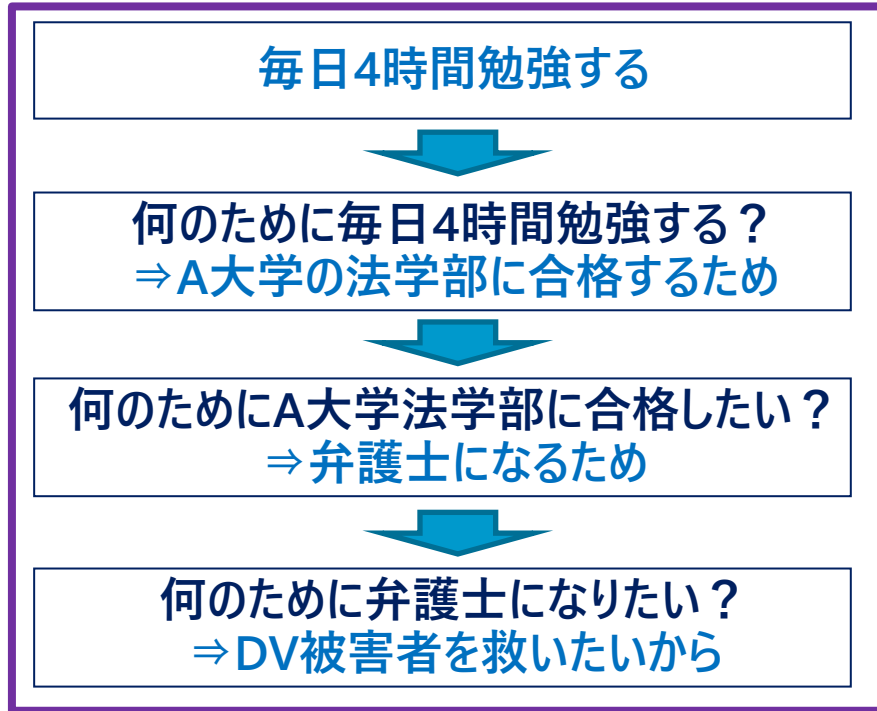 毎日4時間勉強する
何のために毎日4時間勉強する？
⇒A大学の法学部に合格するため
何のためにA大学法学部に合格したい？
⇒弁護士になるため
何のために弁護士になりたい？
⇒DV被害者を救いたいから